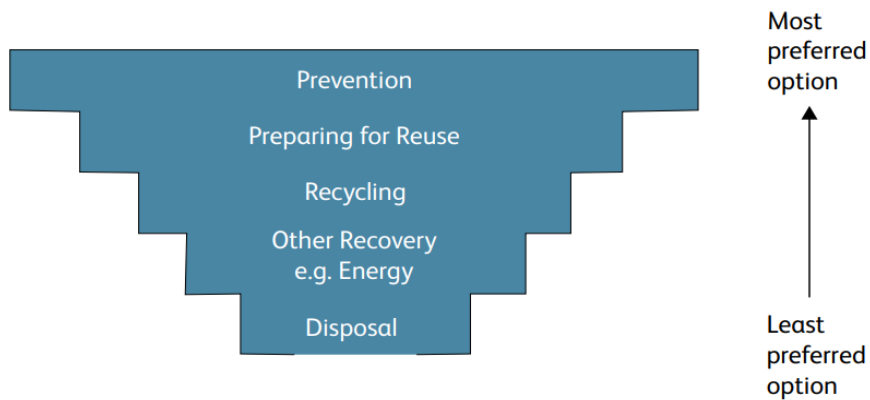 Prevention
Preparing for Reuse
Recycling
Other Recovery
e.g. Energy
Disposal
Most
preferred
option
Least
preferred
option